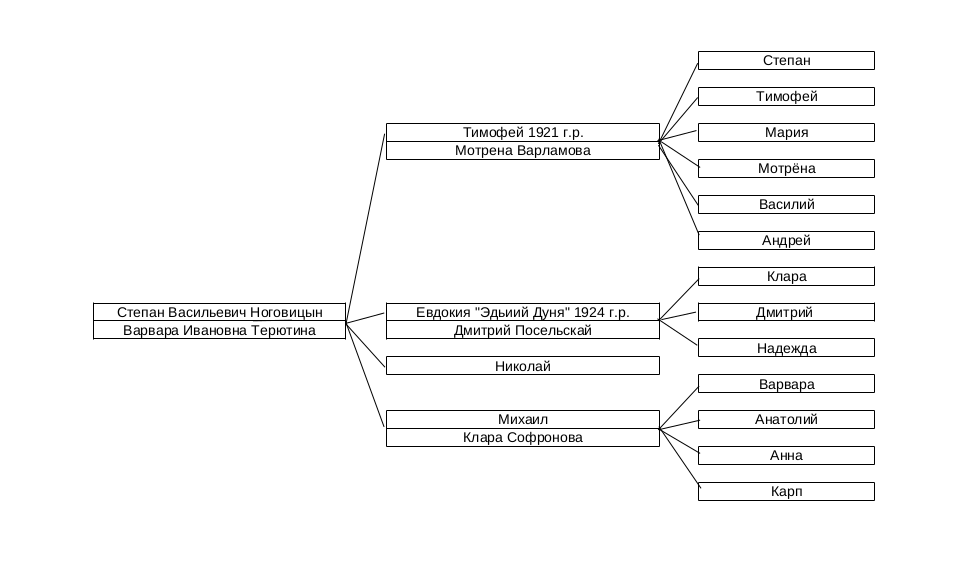 Степан Васильевич Ноговицын
Варвара Ивановна Терютина
Тимофей 1921 г.р.
Мотрена Варламова
Евдокия "Эдьиий Дуня" 1924 г.р.
Дмитрий Посельскай
Николай
Михаил
Клара Софронова
Степан
Тимофей
Мария
Мотрёна
Василий
Андрей
Клара
Дмитрий
Надежда
Варвара
Анатолий
Анна
Карп